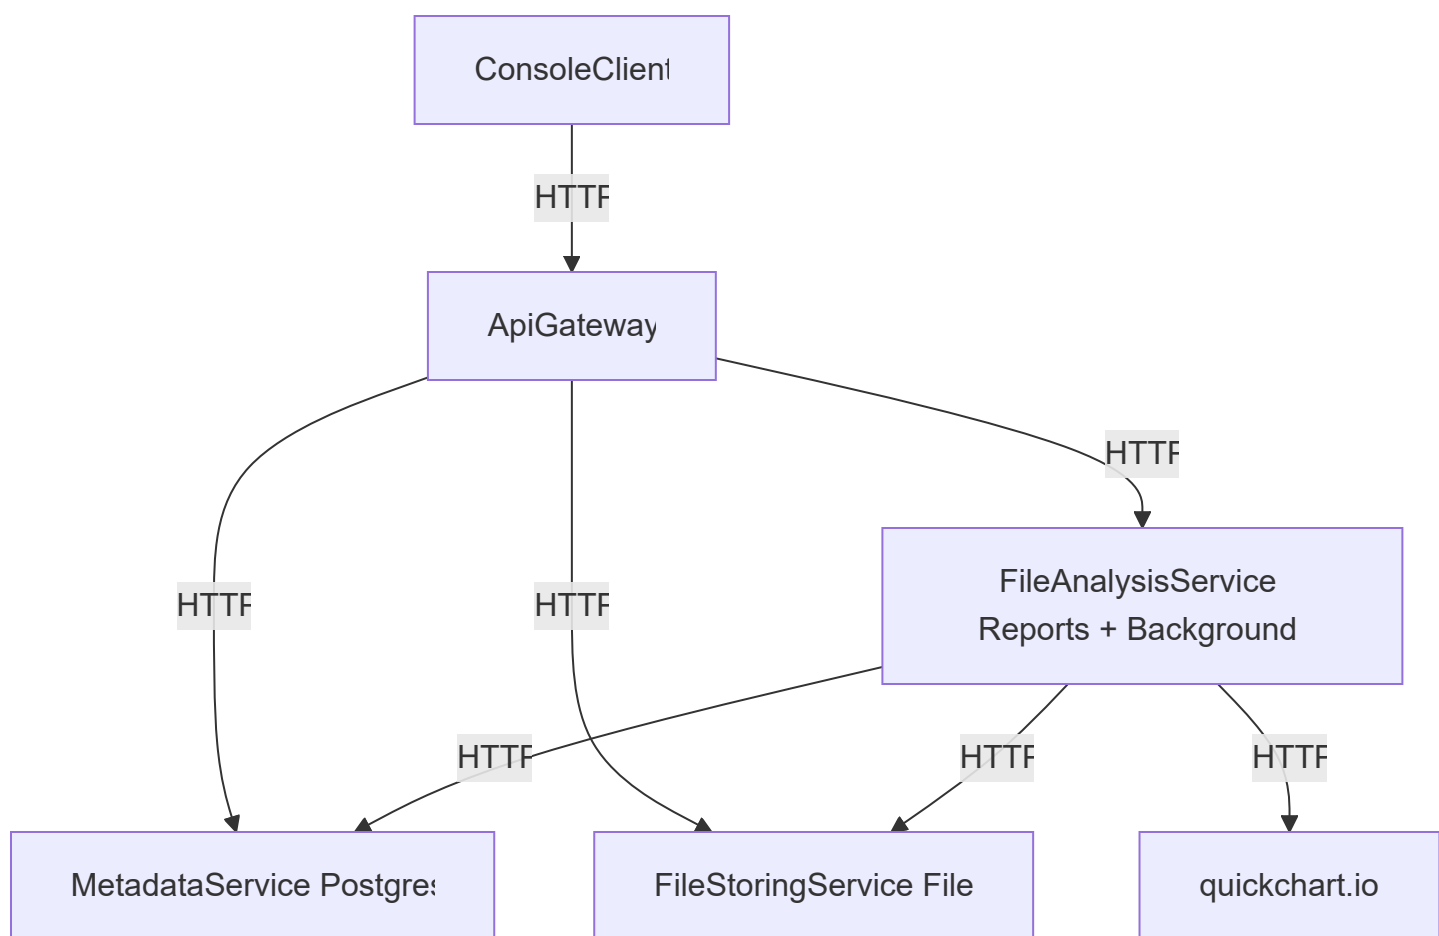 ConsoleClient
HTTP
ApiGateway
HTTP
FileAnalysisService
Reports + Background
HTTP
HTTP
HTTP
HTTP
HTTP
MetadataService Postgres
FileStoringService File
quickchart.io